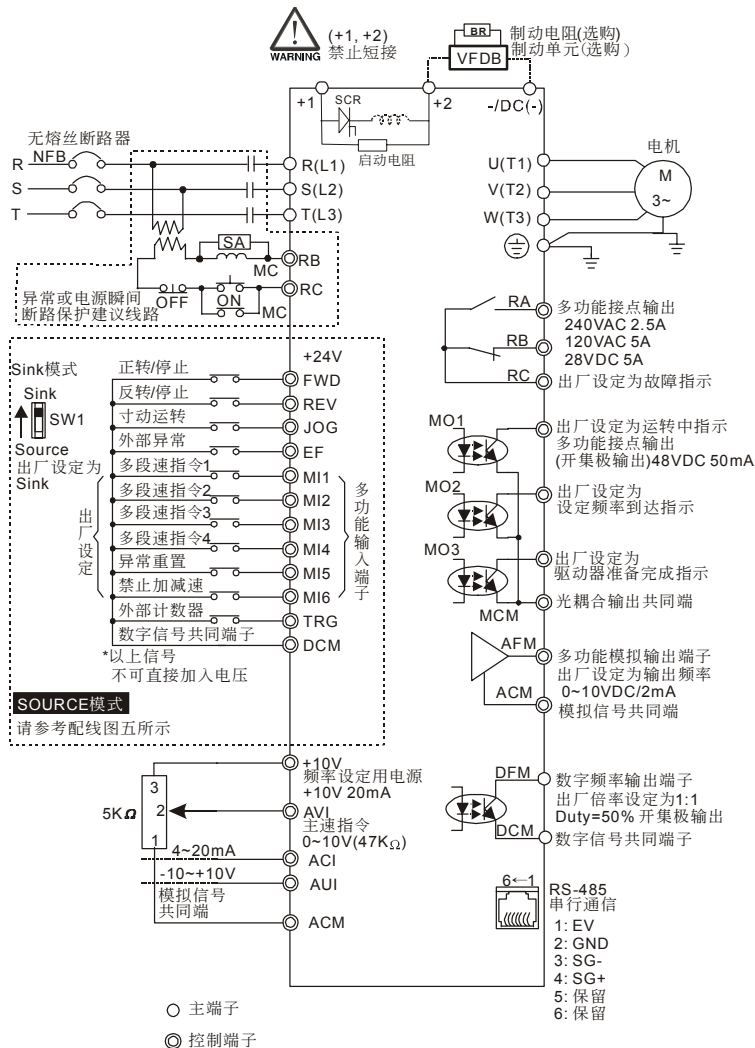 WARNING
(+1, +2)
禁止短接
BR
制动电阻(选购)
VFDB
制动单元(选购)
+1
SCR
+2
-/DC(-)
启动电阻
无熔丝断路器
R
NFB
R(L1)
S
S(L2)
T
T(L3)
SA
MC
RB
RC
OFF
ON
MC
异常或电源瞬间
断路保护建议线路
电机
U(T1)
V(T2)
W(T3)
M
3~
RA
多功能接点输出
240VAC 2.5A
RB
120VAC 5A
28VDC 5A
RC
出厂设定为故障指示
Sink模式
Sink
SW1
Source
出厂设定为
Sink
+24V
正转/停止
FWD
反转/停止
REV
寸动运转
JOG
外部异常
EF
多段速指令1
MI1
多段速指令2
MI2
多段速指令3
MI3
多段速指令4
MI4
异常重置
MI5
禁止加减速
MI6
外部计数器
TRG
数字信号共同端子
DCM
出厂设定
多功能输入端子
*以上信号
不可直接加入电压
SOURCE模式
请参考配线图五所示
MO1
出厂设定为运转中指示
多功能接点输出
(开集极输出)48VDC 50mA
MO2
出厂设定为
设定频率到达指示
MO3
出厂设定为
驱动器准备完成指示
MCM
光耦合输出共同端
AFM
多功能模拟输出端子
出厂设定为输出频率
0~10VDC/2mA
ACM
模拟信号共同端
+10V
频率设定用电源
+10V 20mA
3
2
1
5KΩ
AVI
主速指令
0~10V(47KΩ)
4~20mA
ACI
-10~+10V
AUI
模拟信号
共同端
ACM
DFM
数字频率输出端子
出厂倍率设定为1:1
Duty=50% 开集极输出
DCM
数字信号共同端子
6←1
RS-485
串行通信
1: EV
2: GND
3: SG-
4: SG+
5: 保留
6: 保留
主端子
控制端子